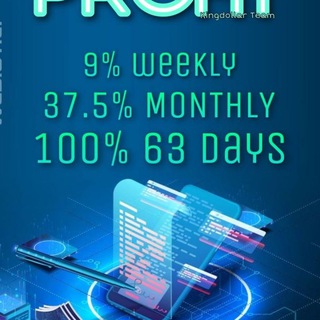 PROFIT
Kingdollar Team
9% WEEKLY
37.5% MONTHLY
100% 63 DAYS